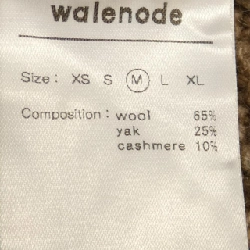 walenode
Size: XS S M L XL
Composition: wool 65%
yak 25%
cashmere 10%